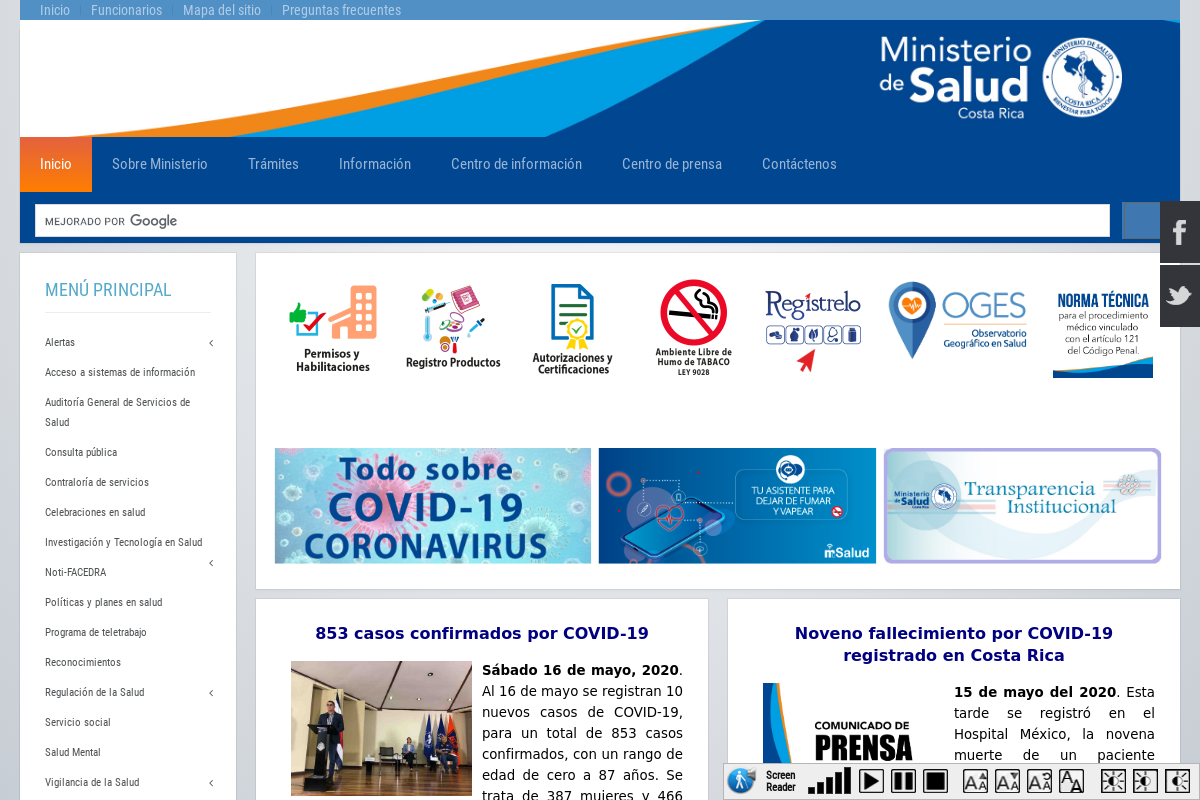 Inicio Funcionarios Mapa del sitio Preguntas frecuentes
Ministerio
de Salud
Costa Rica
MINISTERIO DE SALUD
COSTA RICA
BIENESTAR PARA TODOS
Inicio Sobre Ministerio Trámites Información Centro de información Centro de prensa Contáctenos
MEJORADO POR Google
MENÚ PRINCIPAL
Alertas
Acceso a sistemas de información
Auditoría General de Servicios de
Salud
Consulta pública
Contraloría de servicios
Celebraciones en salud
Investigación y Tecnología en Salud
Noti-FACEDRA
Políticas y planes en salud
Programa de teletrabajo
Reconocimientos
Regulación de la Salud
Servicio social
Salud Mental
Vigilancia de la Salud
Permisos y
Habilitaciones
Registro Productos
Autorizaciones y
Certificaciones
Ambiente Libre de
Humo de TABACO
LEY 9028
Regístrelo
OGES
Observatorio
Geográfico en Salud
NORMA TÉCNICA
para el procedimiento
médico vinculado
con el artículo 121
del Código Penal.
Todo sobre
COVID-19
CORONAVIRUS
TU ASISTENTE PARA
DEJAR DE FUMAR
Y VAPEAR
mSalud
Ministerio
de Salud
Costa Rica
Transparencia
Institucional
853 casos confirmados por COVID-19
Sábado 16 de mayo, 2020.
Al 16 de mayo se registran 10
nuevos casos de COVID-19,
para un total de 853 casos
confirmados, con un rango de
edad de cero a 87 años. Se
trata de 387 mujeres y 466
Noveno fallecimiento por COVID-19
registrado en Costa Rica
COMUNICADO DE
PRENSA
15 de mayo del 2020. Esta
tarde se registró en el
Hospital México, la novena
muerte de un paciente
Screen
Reader